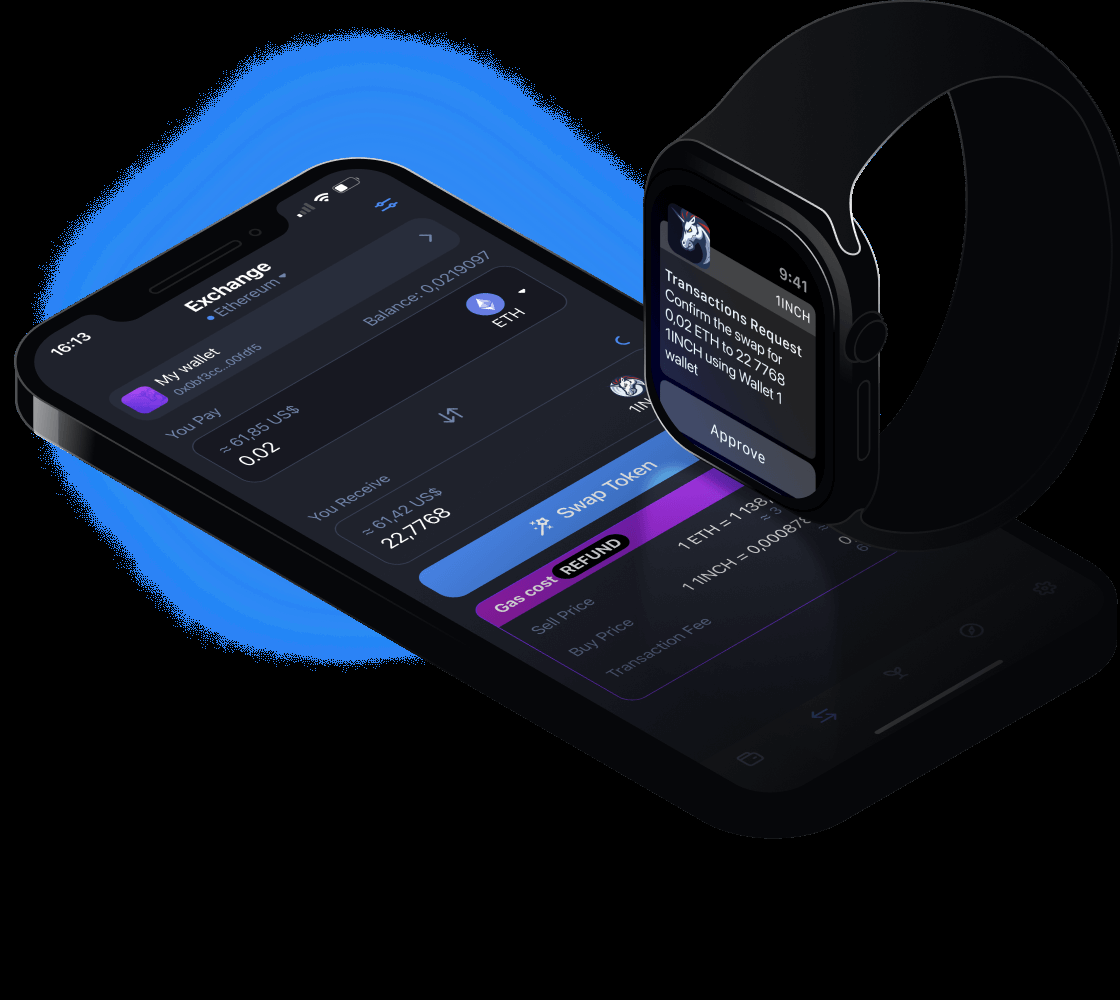 16:13
Exchange
Ethereum
My wallet
0x0bf3cc...00fdf5
You Pay
Balance: 0,0219097
≈ 61,85 US$
0.02
ETH
You Receive
≈ 61,42 US$
22,7768
Swap Token
Gas cost REFUND
Sell Price
1 ETH = 1 138,
Buy Price
1 1INCH = 0,000878
Transaction Fee
9:41
1INCH
Transactions Request
Confirm the swap for
0,02 ETH to 22 7768
1INCH using Wallet 1
wallet
Approve